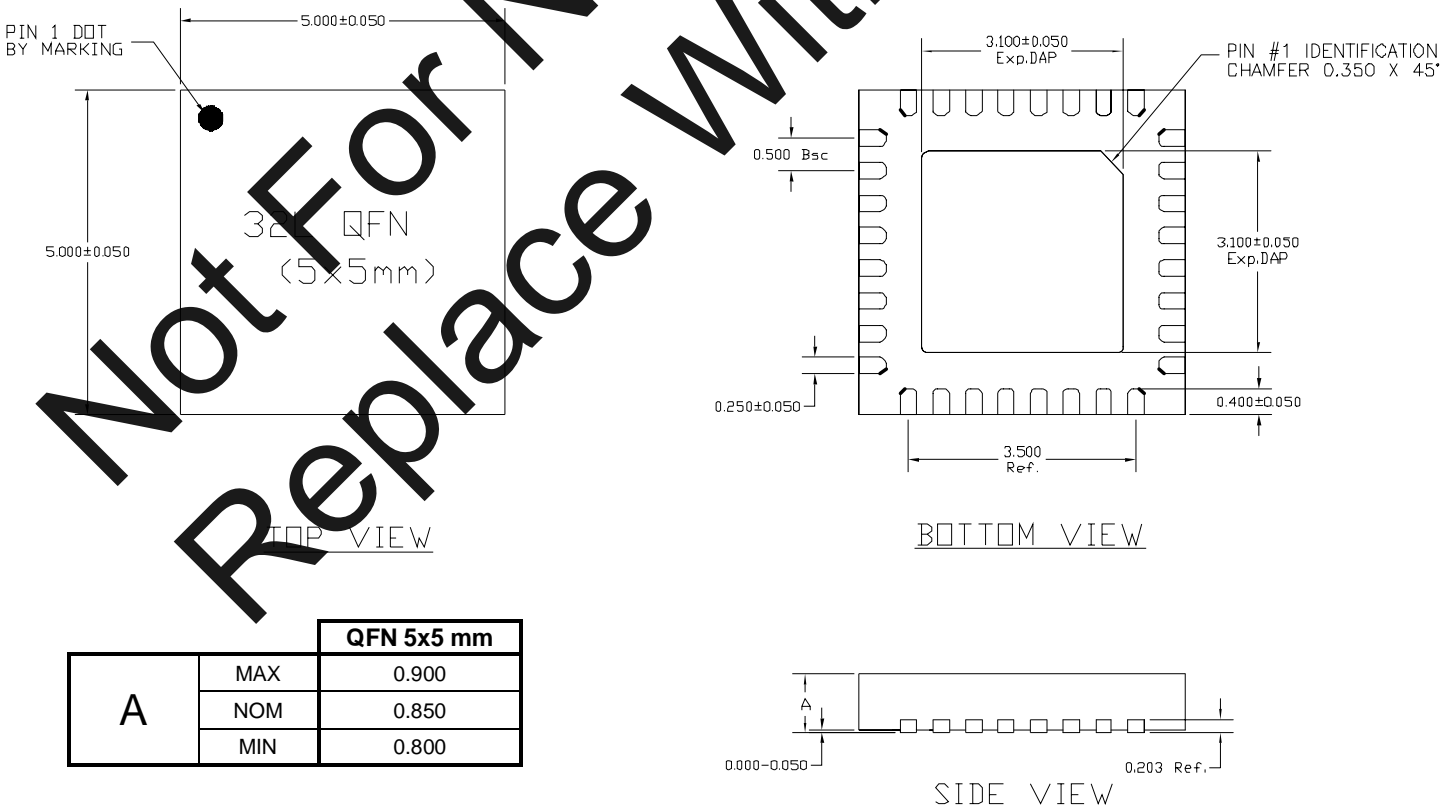 PIN 1 DOT
BY MARKING
5.000±0.050
5.000±0.050
32L QFN
(5x5mm)
TOP VIEW
Not For N
Replace With
3.100±0.050
Exp.DAP
PIN #1 IDENTIFICATION
CHAMFER 0.350 X 45°
0.500 Bsc
3.100±0.050
Exp.DAP
0.250±0.050
0.400±0.050
3.500
Ref.
BOTTOM VIEW
QFN 5x5 mm
A
MAX 0.900
NOM 0.850
MIN 0.800
A
0.000-0.050
0.203 Ref.
SIDE VIEW